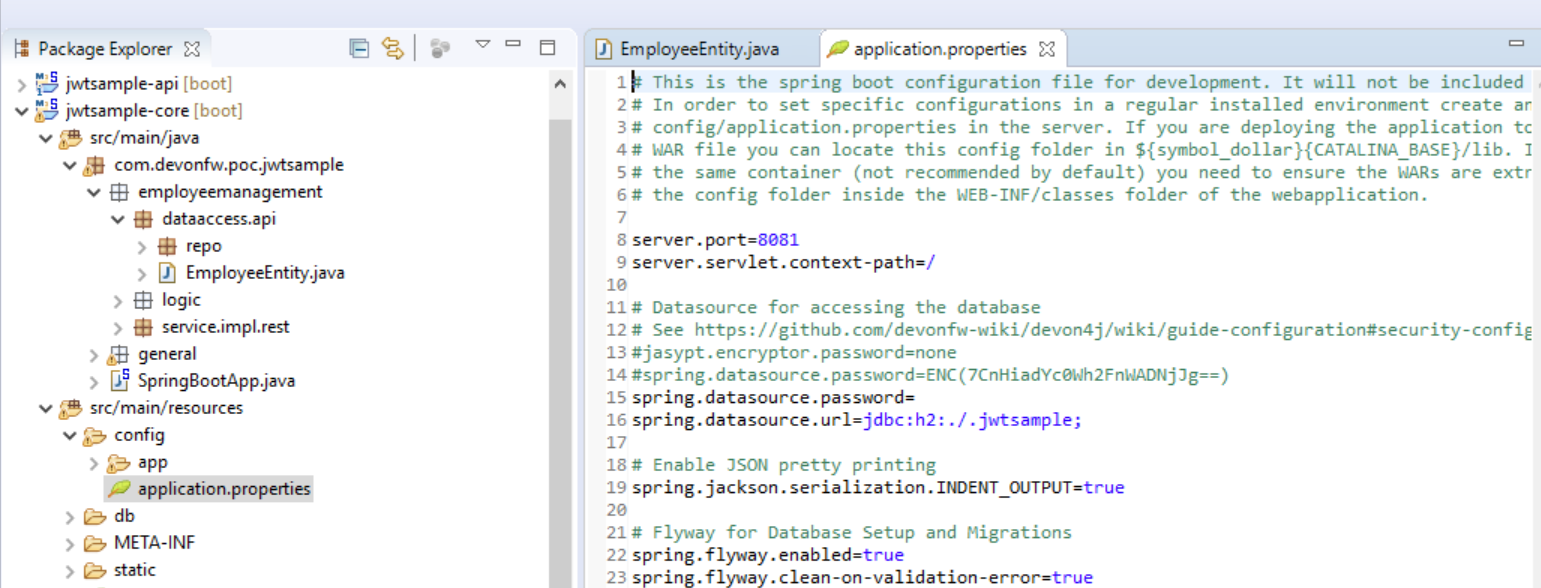 Package Explorer
jwtsample-api [boot]
jwtsample-core [boot]
src/main/java
com.devonfw.poc.jwtsample
employeemanagement
dataaccess.api
repo
EmployeeEntity.java
logic
service.impl.rest
general
SpringBootApp.java
src/main/resources
config
app
application.properties
db
META-INF
static
EmployeeEntity.java
application.properties
1 # This is the spring boot configuration file for development. It will not be included
2 # In order to set specific configurations in a regular installed environment create an
3 # config/application.properties in the server. If you are deploying the application to
4 # WAR file you can locate this config folder in ${symbol_dollar}{CATALINA_BASE}/lib. I
5 # the same container (not recommended by default) you need to ensure the WARs are extr
6 # the config folder inside the WEB-INF/classes folder of the webapplication.
7
8 server.port=8081
9 server.servlet.context-path=/
10
11 # Datasource for accessing the database
12 # See https://github.com/devonfw-wiki/devon4j/wiki/guide-configuration#security-config
13 #jasypt.encryptor.password=none
14 #spring.datasource.password=ENC(7CnHiadYc0Wh2FnWADNjJg==)
15 spring.datasource.password=
16 spring.datasource.url=jdbc:h2:./.jwtsample;
17
18 # Enable JSON pretty printing
19 spring.jackson.serialization.INDENT_OUTPUT=true
20
21 # Flyway for Database Setup and Migrations
22 spring.flyway.enabled=true
23 spring.flyway.clean-on-validation-error=true